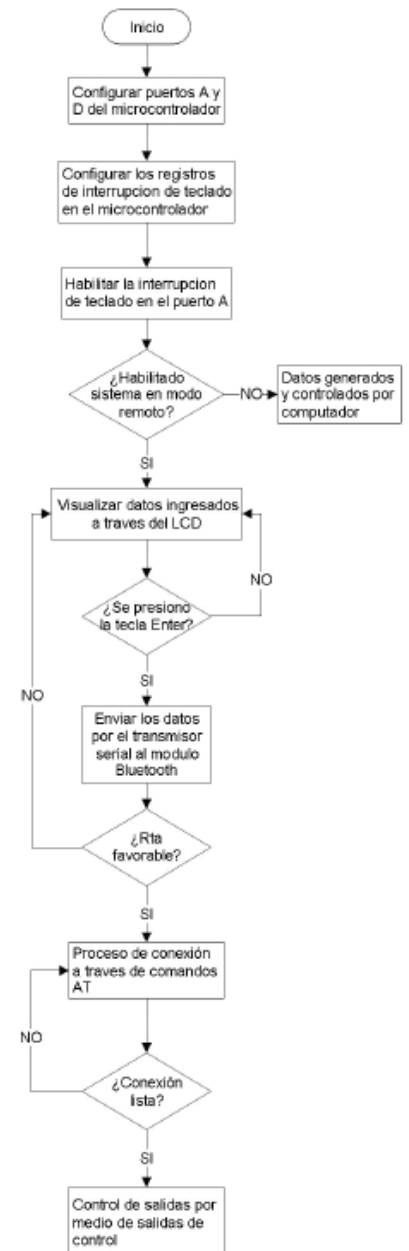 Inicio
Configurar puertos A y
D del microcontrolador
Configurar los registros
de interrupcion de teclado
en el microcontrolador
Habilitar la interrupcion
de teclado en el puerto A
¿Habilitado
sistema en modo
remoto?
NO
Datos generados
y controlados por
computador
SI
Visualizar datos ingresados
a traves del LCD
NO
¿Se presiono
la tecla Enter?
SI
NO
Enviar los datos
por el transmisor
serial al modulo
Bluetooth
¿Rta
favorable?
SI
Proceso de conexión
a traves de comandos
AT
NO
¿Conexión
lista?
SI
Control de salidas por
medio de salidas de
control